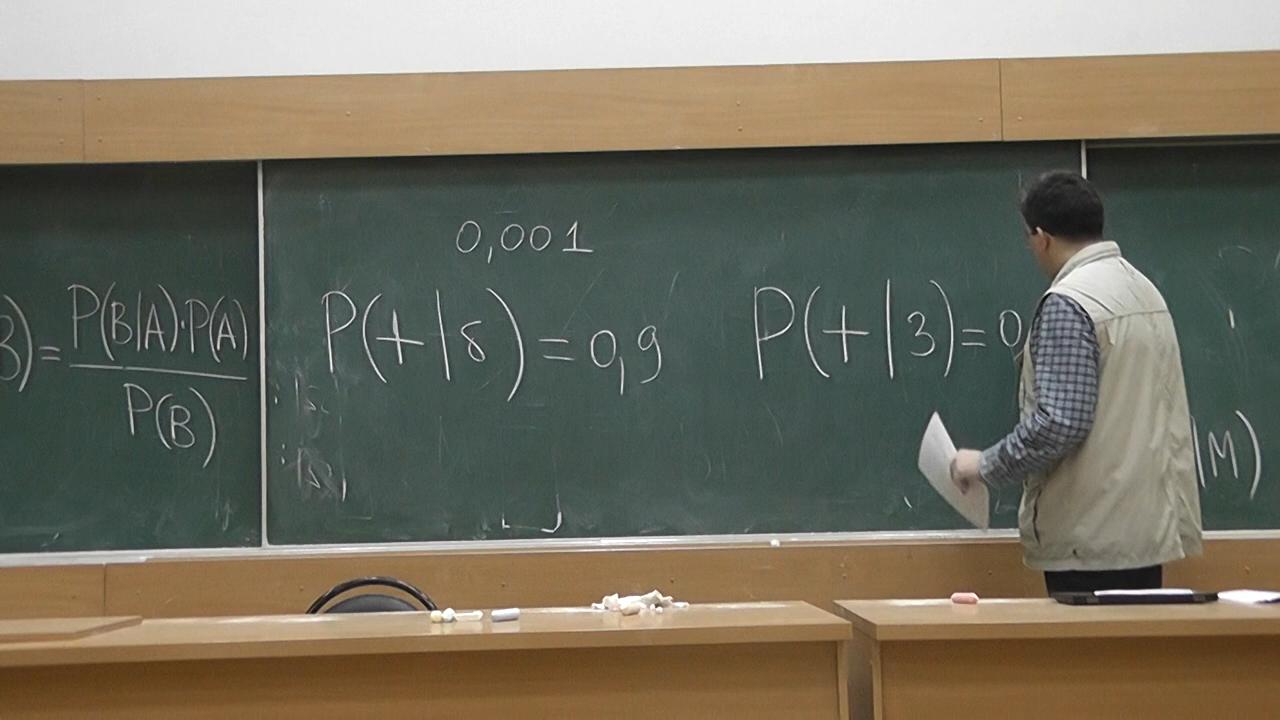 0,001
B) = P(B|A)·P(A)
P(B)
P(+|б) = 0,9
P(+|З) = 0
|M)